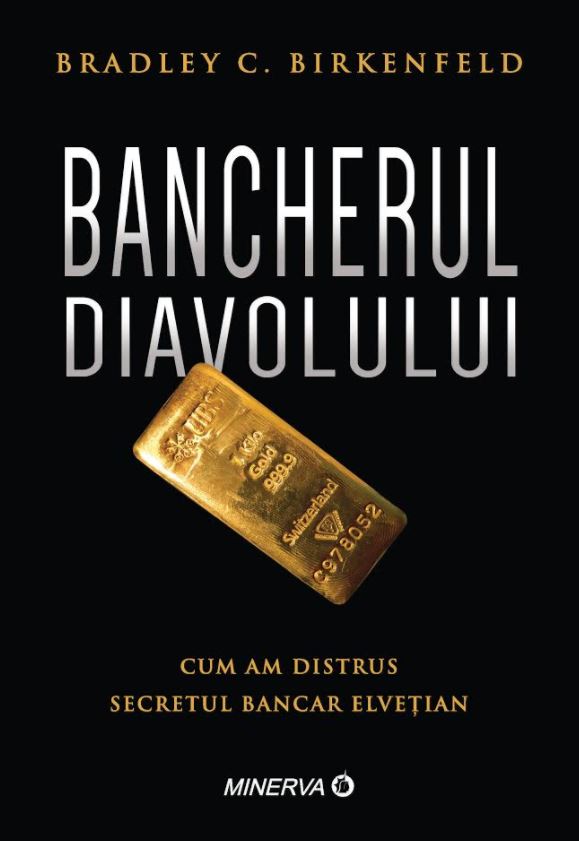 BRADLEY C. BIRKENFELD
BANCHERUL
DIAVOLULUI
UBS
1 Kilo
Gold
999.9
Switzerland
C978052
CUM AM DISTRUS
SECRETUL BANCAR ELVEȚIAN
MINERVA